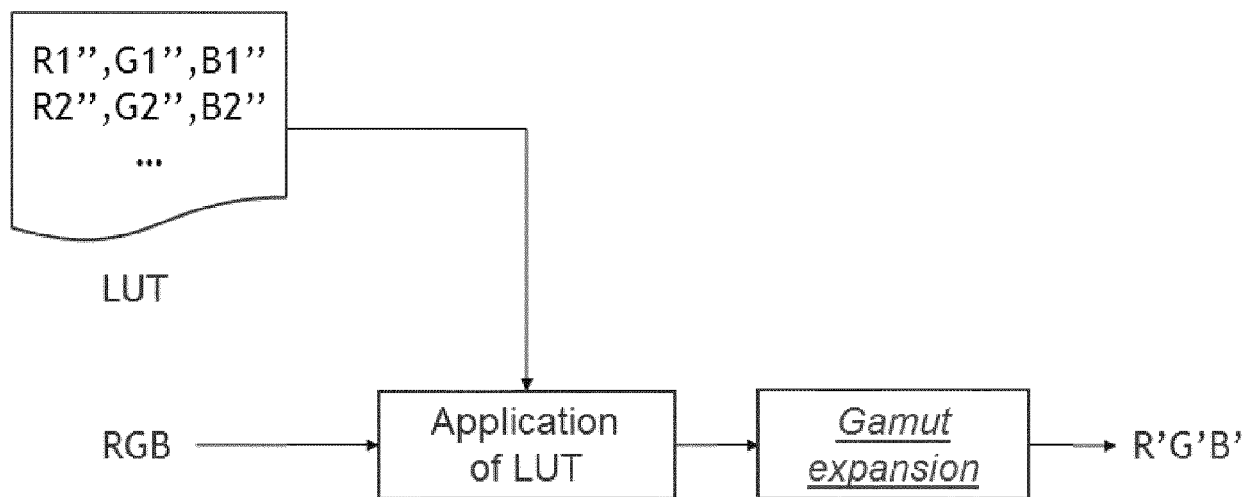 R1’’,G1’’,B1’’
R2’’,G2’’,B2’’
...
LUT
RGB
Application
of LUT
Gamut
expansion
R’G’B’